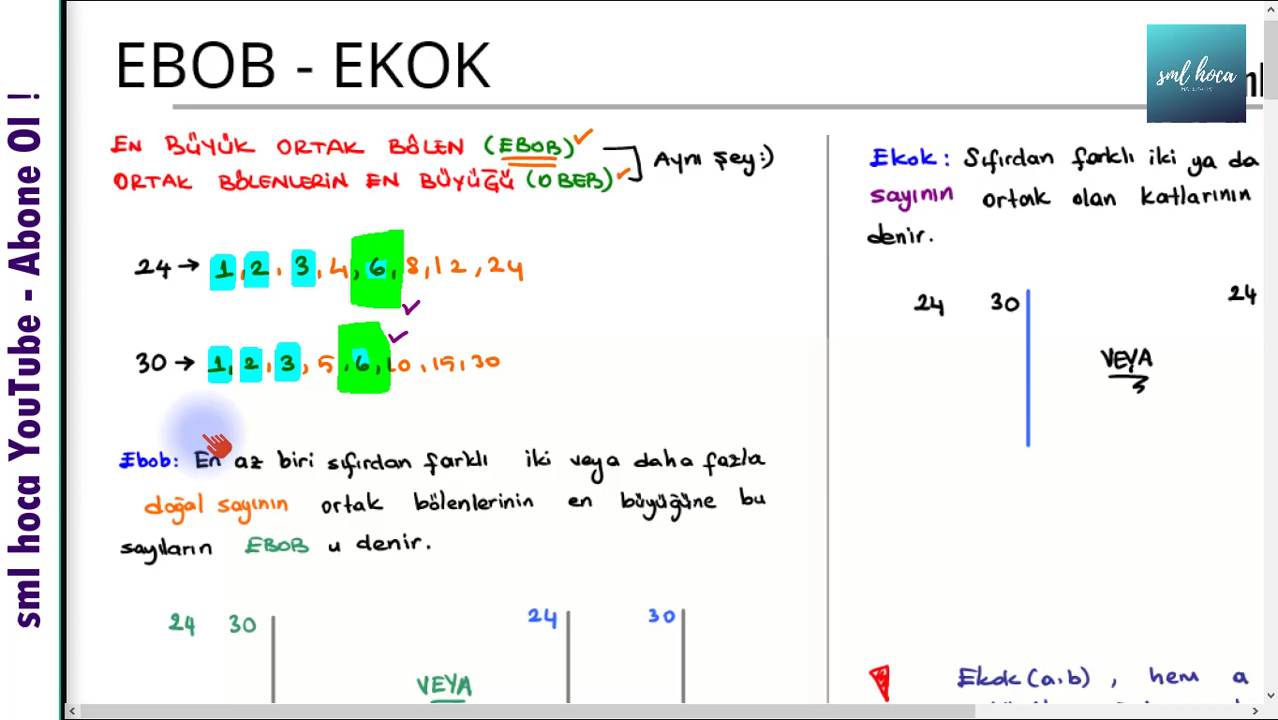 sml hoca YouTube - Abone Ol !
EBOB - EKOK
sml hoca
EN BÜYÜK ORTAK BÖLEN (EBOB)
ORTAK BÖLENLERİN EN BÜYÜĞÜ (OBEB)
Aynı şey:)
24 → 1, 2, 3, 4, 6, 8, 12, 24
30 → 1, 2, 3, 5, 6, 10, 15, 30
Ebob: En az biri sıfırdan farklı iki veya daha fazla
doğal sayının ortak bölenlerinin en büyüğüne bu
sayıların EBOB u denir.
24 30
VEYA
24 30
Ekok: Sıfırdan farklı iki ya da
sayının ortak olan katlarının
denir.
24 30
VEYA
24
Ekok(a,b), hem a